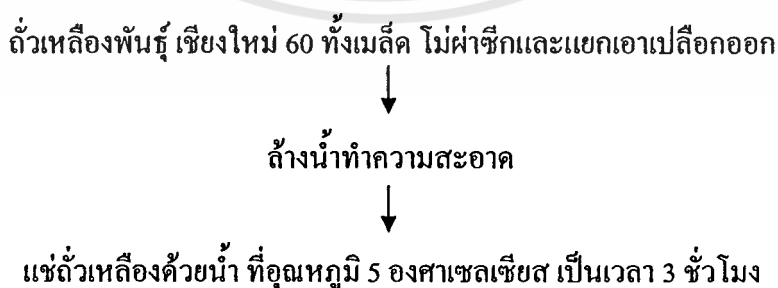 ถั่วเหลืองพันธุ์ เชียงใหม่ 60 ทั้งเมล็ด โม่ผ่าซีกและแยกเอาเปลือกออก
ล้างน้ำทำความสะอาด
แช่ถั่วเหลืองด้วยน้ำ ที่อุณหภูมิ 5 องศาเซลเซียส เป็นเวลา 3 ชั่วโมง